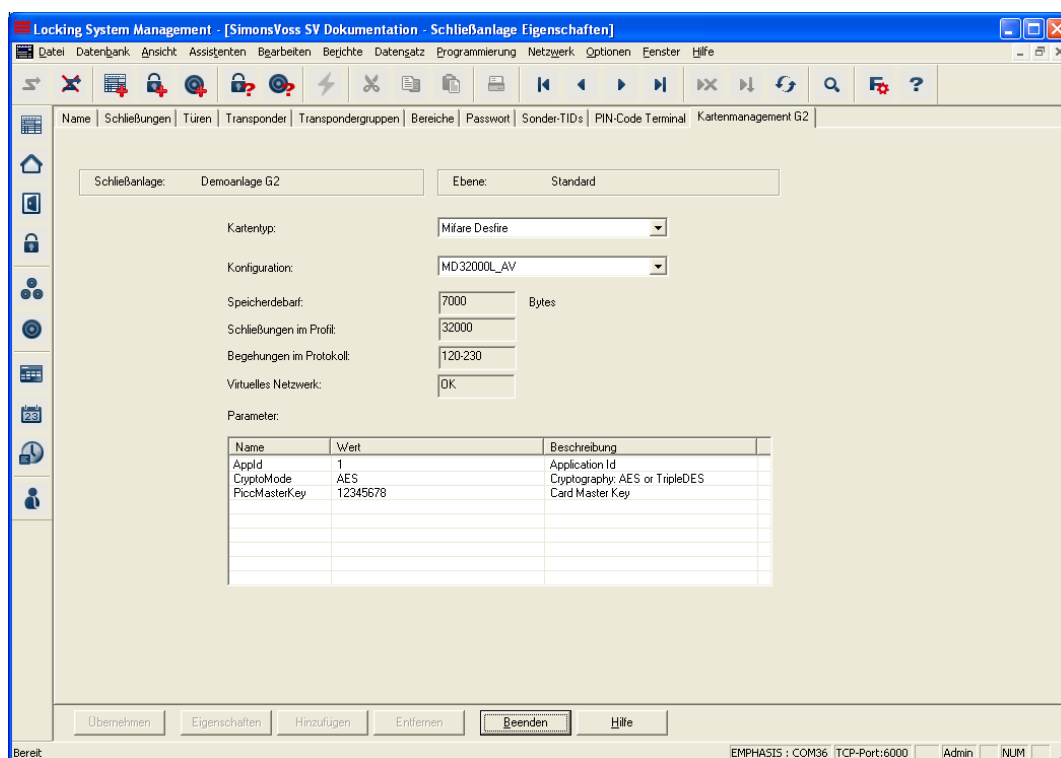 Locking System Management - [SimonsVoss SV Dokumentation - Schließanlage Eigenschaften]
Datei Datenbank Ansicht Assistenten Bearbeiten Berichte Datensatz Programmierung Netzwerk Optionen Fenster Hilfe
Name Schließungen Türen Transponder Transpondergruppen Bereiche Passwort Sonder-TIDs PIN-Code Terminal Kartenmanagement G2
Schließanlage: Demoanlage G2 Ebene: Standard
Kartentyp: Mifare Desfire
Konfiguration: MD32000L_AV
Speicherdebarf: 7000 Bytes
Schließungen im Profil: 32000
Begehungen im Protokoll: 120-230
Virtuelles Netzwerk: OK
Parameter:
Name Wert Beschreibung
AppId 1 Application Id
CryptoMode AES Cryptography: AES or TripleDES
PiccMasterKey 12345678 Card Master Key
Übernehmen Eigenschaften Hinzufügen Entfernen Beenden Hilfe
Bereit EMPHASIS : COM36 TCP-Port:6000 Admin NUM